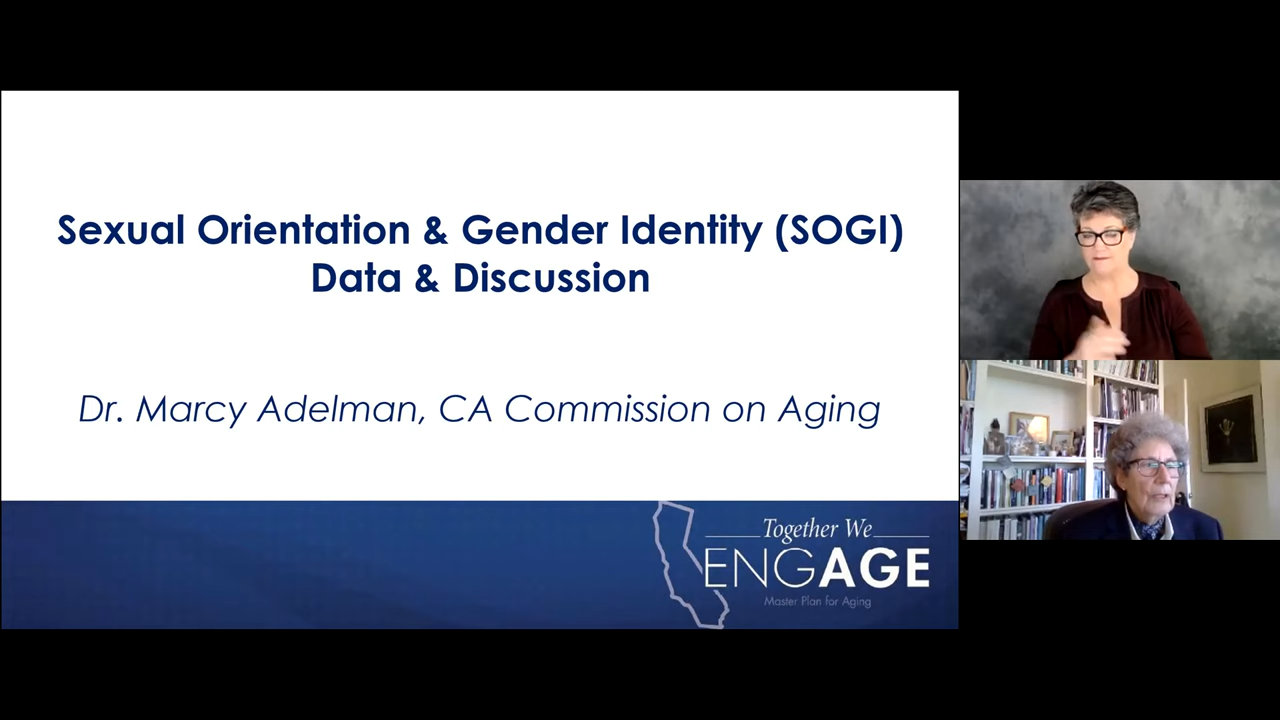 Sexual Orientation & Gender Identity (SOGI)
Data & Discussion
Dr. Marcy Adelman, CA Commission on Aging
Together We
ENGAGE
Master Plan for Aging